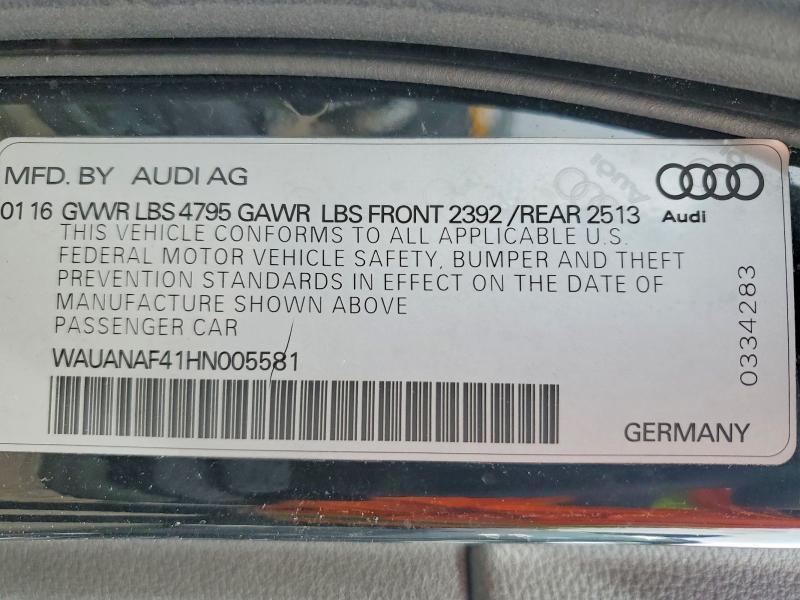 MFD. BY AUDI AG
01 16 GVWR LBS 4795 GAWR LBS FRONT 2392 /REAR 2513
Audi
THIS VEHICLE CONFORMS TO ALL APPLICABLE U.S.
FEDERAL MOTOR VEHICLE SAFETY, BUMPER AND THEFT
PREVENTION STANDARDS IN EFFECT ON THE DATE OF
MANUFACTURE SHOWN ABOVE
PASSENGER CAR
WAUANAF41HN005581
0334283
GERMANY
Audi